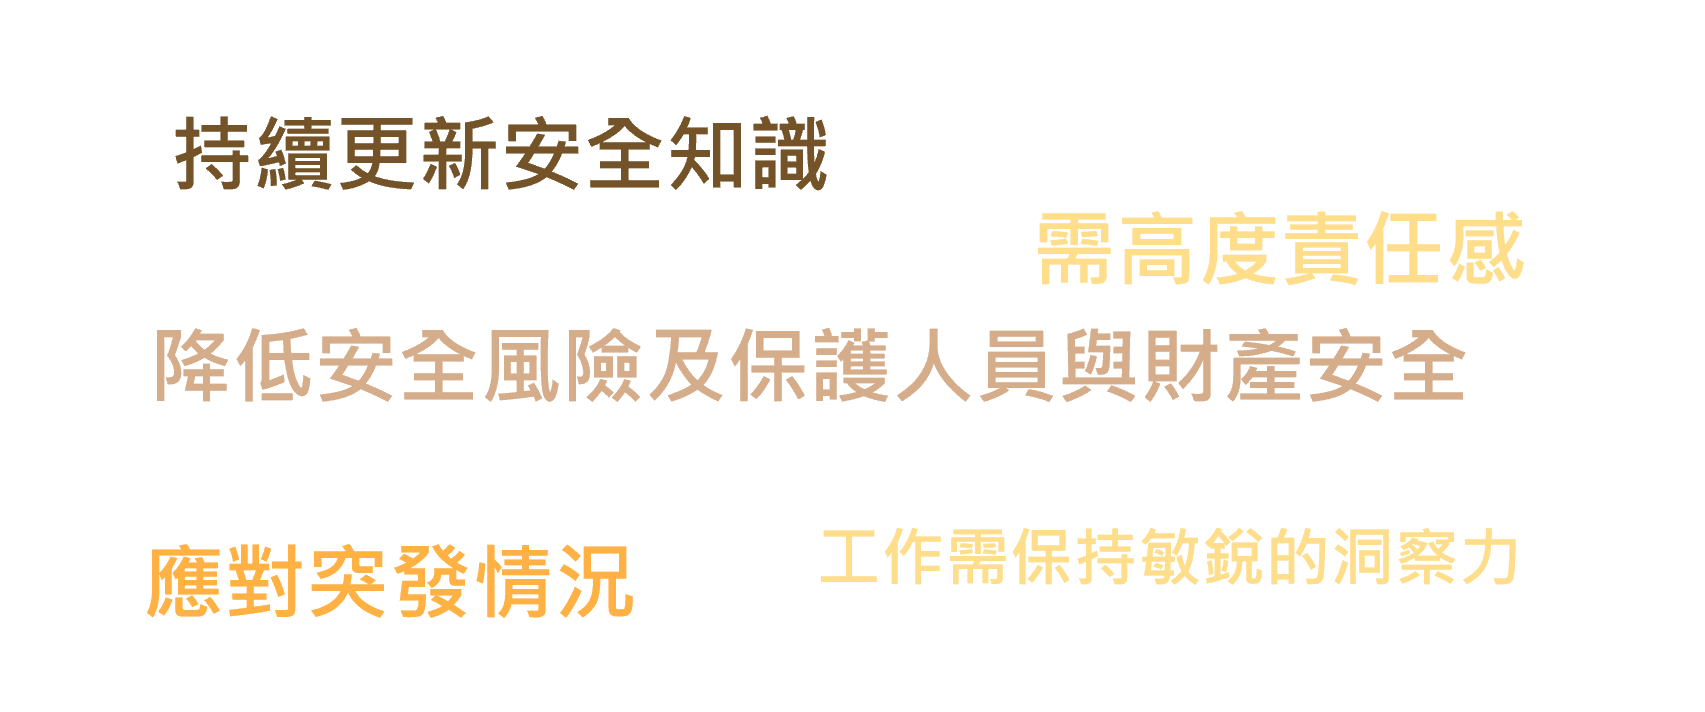 持續更新安全知識
需高度責任感
降低安全風險及保護人員與財產安全
應對突發情況
工作需保持敏銳的洞察力